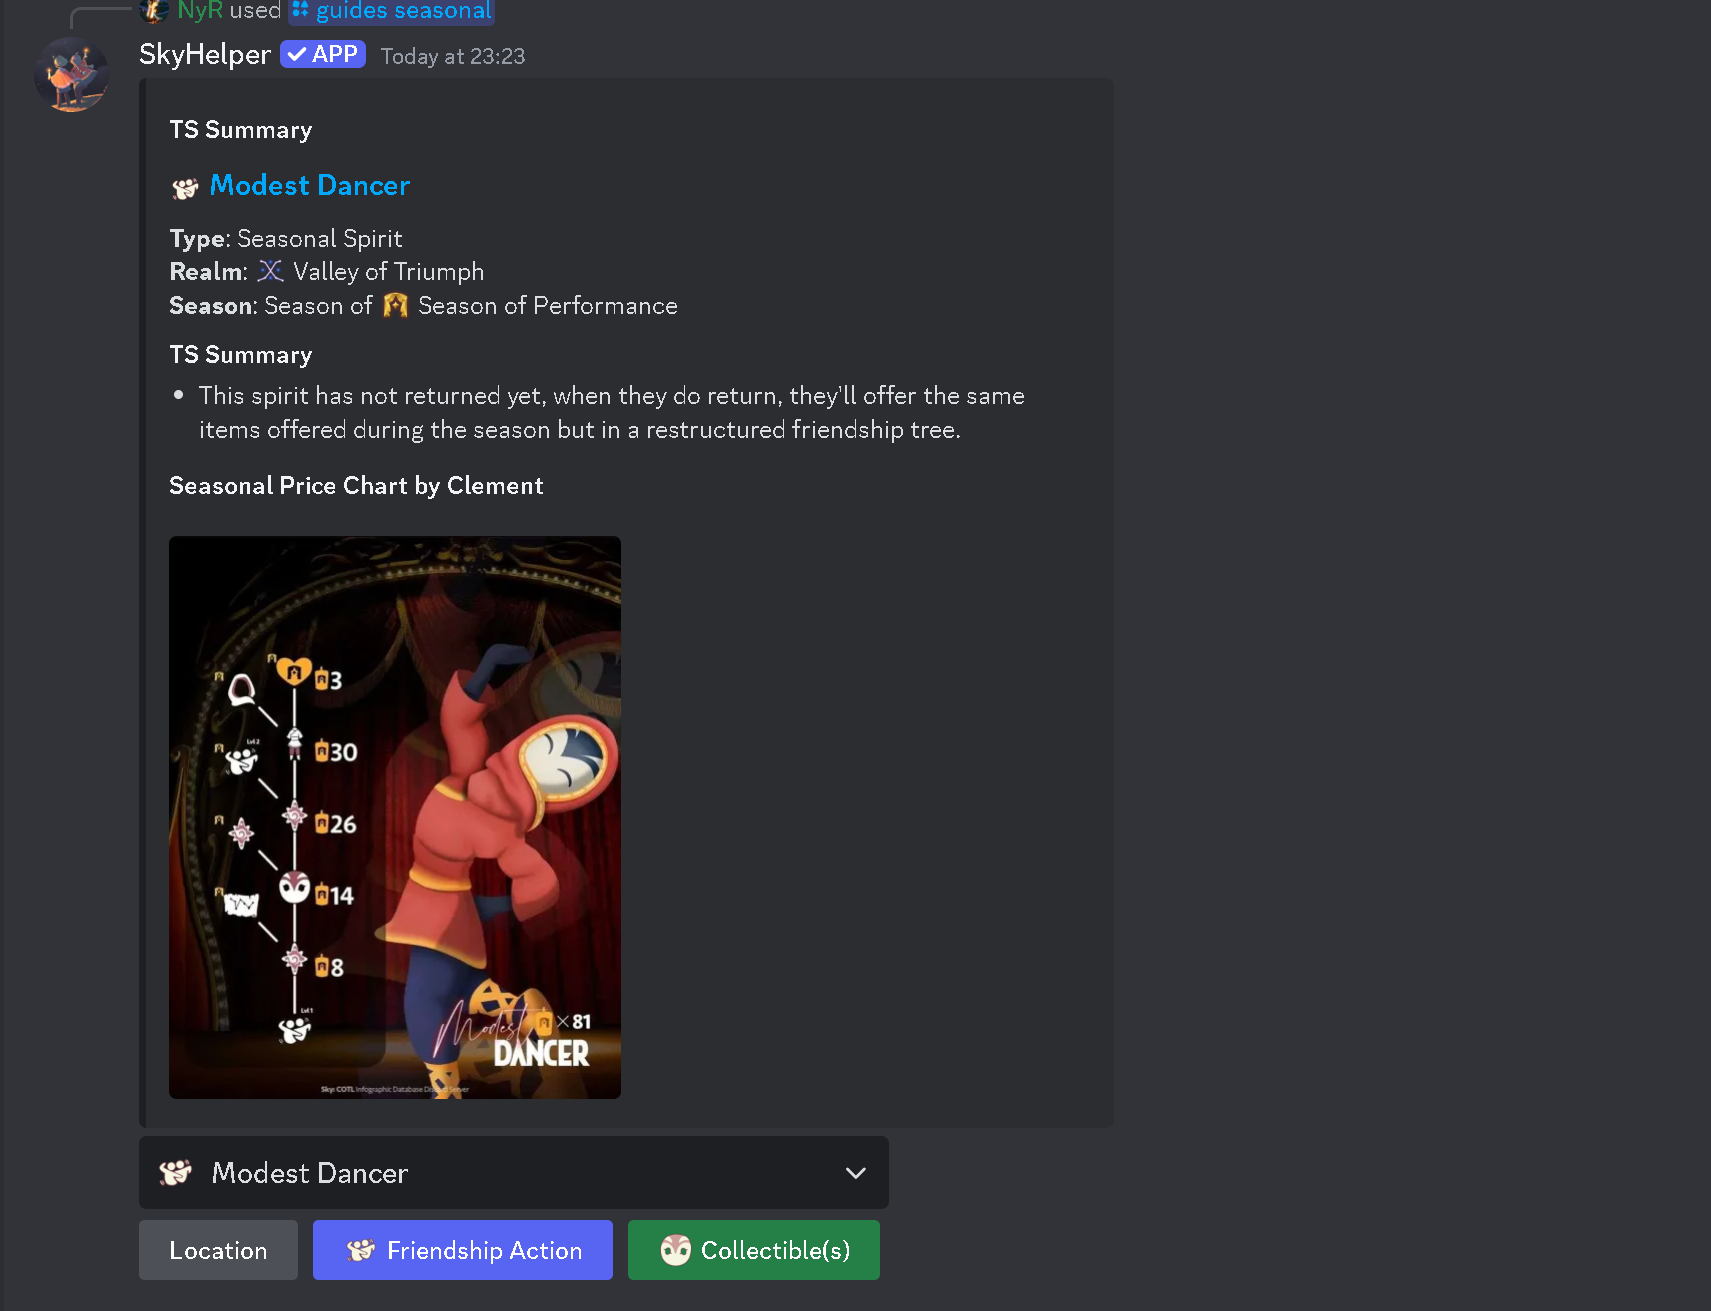 NyR used guides seasonal
SkyHelper APP Today at 23:23
TS Summary
Modest Dancer
Type: Seasonal Spirit
Realm: Valley of Triumph
Season: Season of Season of Performance
TS Summary
• This spirit has not returned yet, when they do return, they'll offer the same
items offered during the season but in a restructured friendship tree.
Seasonal Price Chart by Clement
3
30
Lvl 2
26
14
8
Lvl 1
Modest ×81
DANCER
Sky: COTL Infographic Database Discord Server
Modest Dancer
Location Friendship Action Collectible(s)